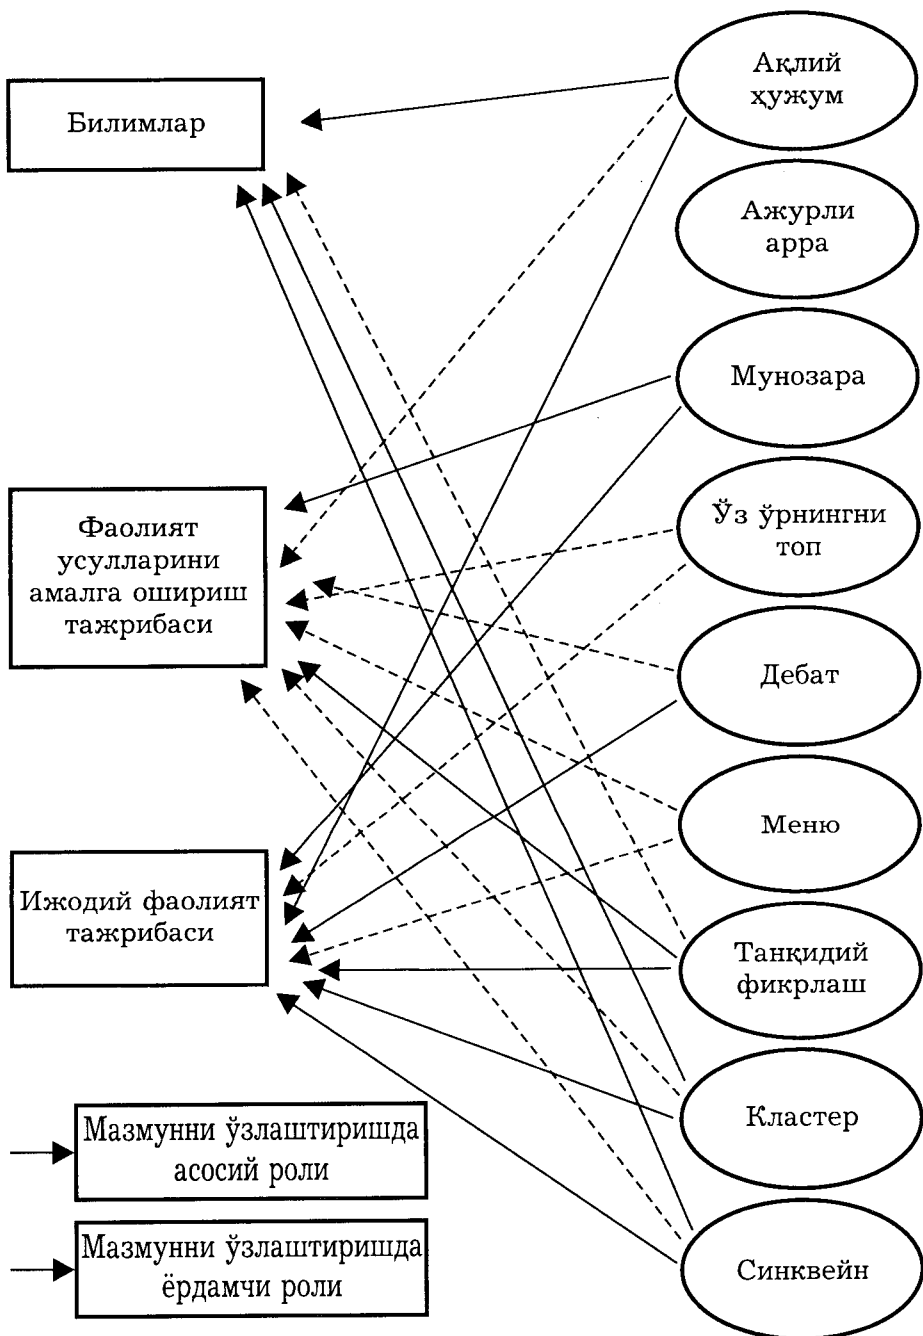 Билимлар
Фаолият
усулларини
амалга ошириш
тажрибаси
Ижодий фаолият
тажрибаси
Ақлий
ҳужум
Ажурли
арра
Мунозара
Ўз ўрнингни
топ
Дебат
Меню
Танқидий
фикрлаш
Кластер
Синквейн
Мазмунни ўзлаштиришда
асосий роли
Мазмунни ўзлаштиришда
ёрдамчи роли